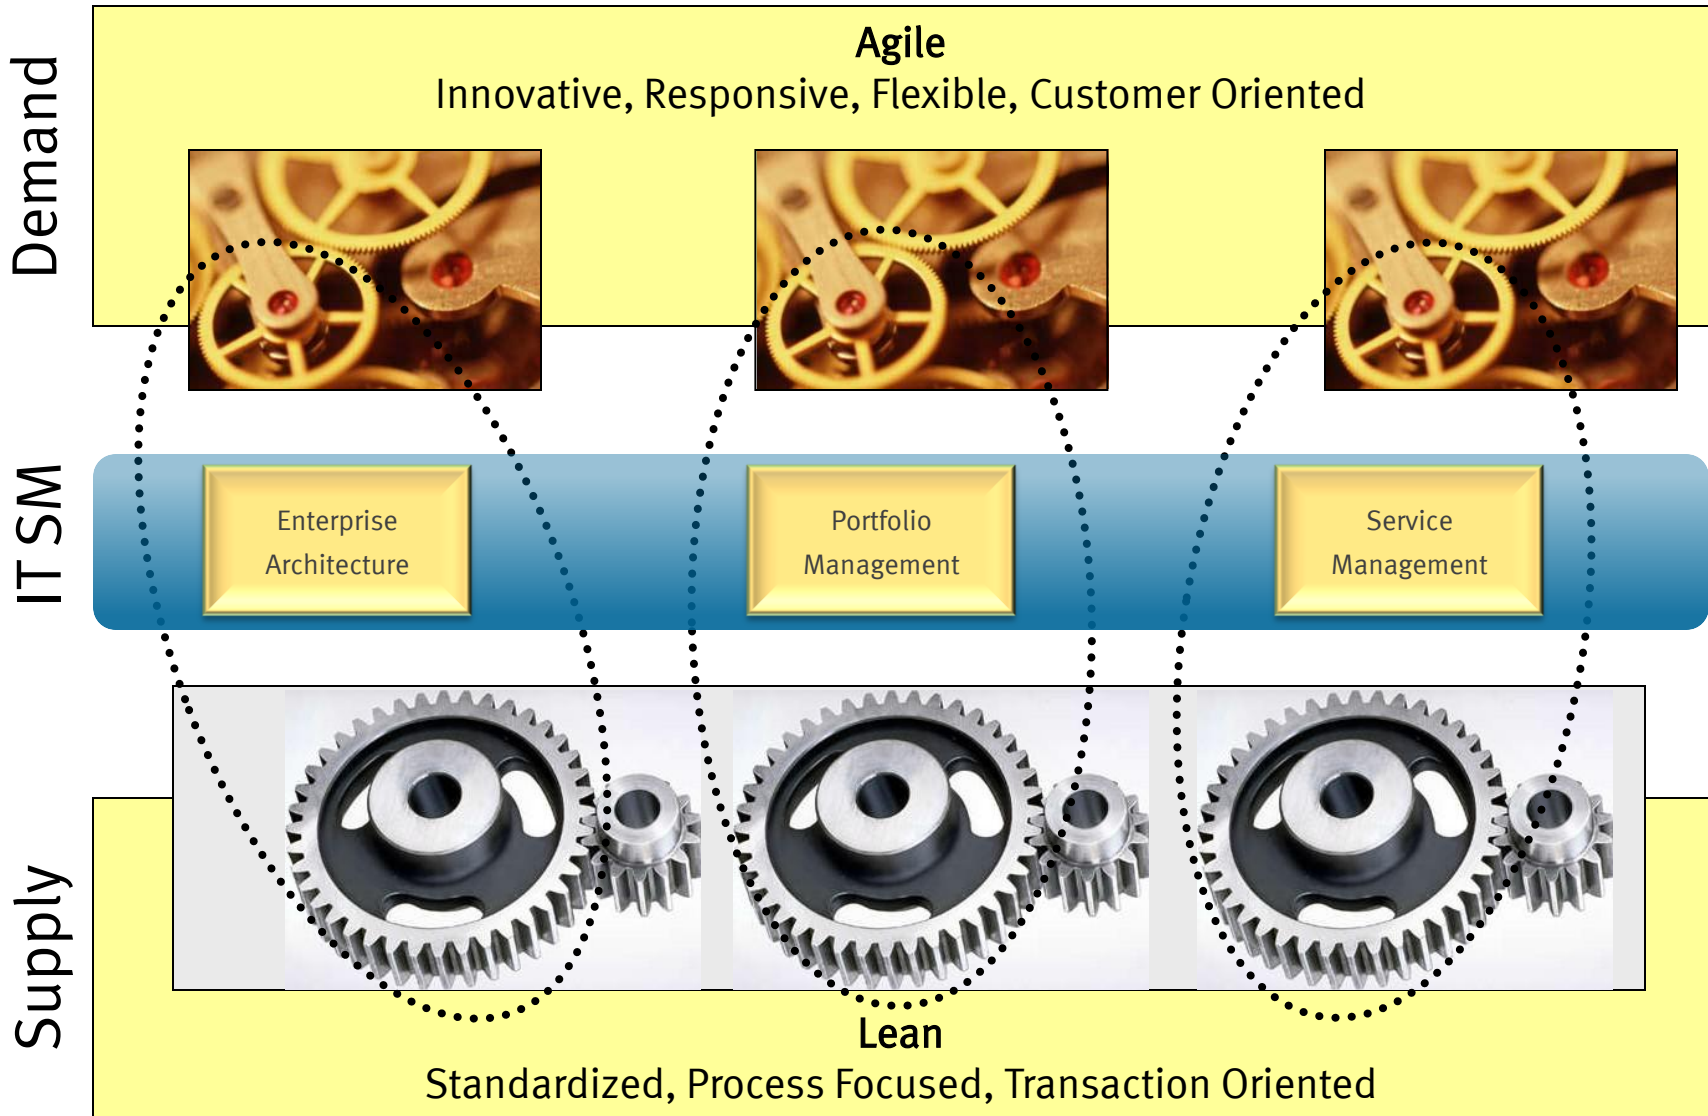 Demand
Agile
Innovative, Responsive, Flexible, Customer Oriented
IT SM
Enterprise
Architecture
Portfolio
Management
Service
Management
Supply
Lean
Standardized, Process Focused, Transaction Oriented